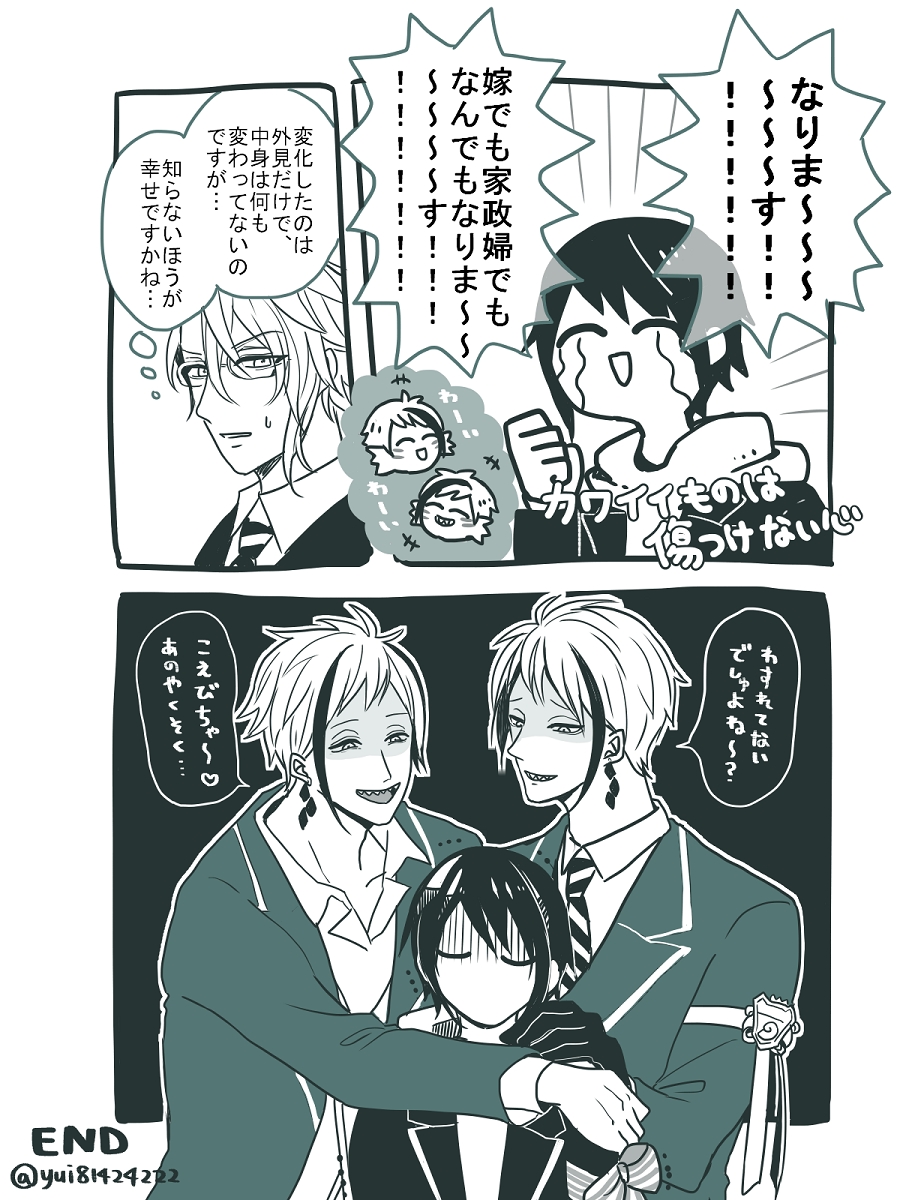 なりま〜〜〜
〜〜〜〜す!!!
!!!!!!!!
嫁でも家政婦でも
なんでもなりま〜〜
〜〜〜〜す!!!!
!!!!!!!!!
変化したのは
外見だけで、
中身は何も
変わってないの
ですが…
知らないほうが
幸せですかね…
わーい
わーい
カワイイものは
傷つけない心
わすれてない
でしゅよね〜?
こえびちゃ〜♡
あのやくそく…
END
@yui81424222